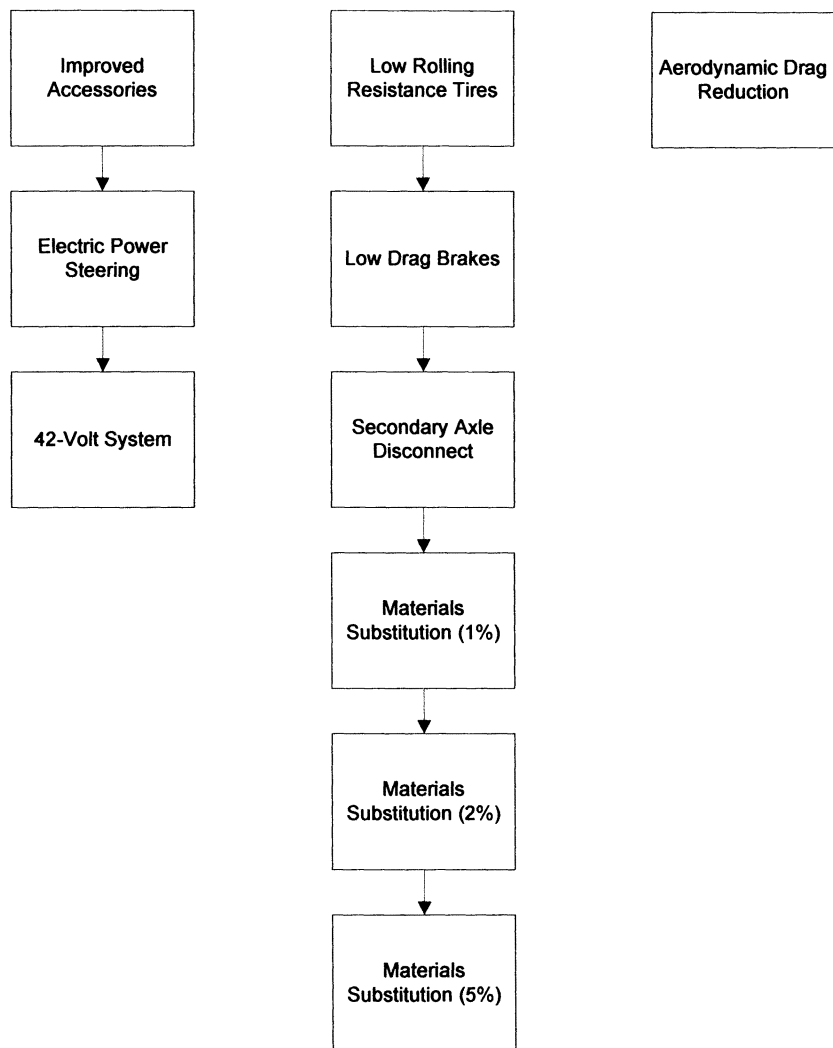 Improved
Accessories
Electric Power
Steering
42-Volt System
Low Rolling
Resistance Tires
Low Drag Brakes
Secondary Axle
Disconnect
Materials
Substitution (1%)
Materials
Substitution (2%)
Materials
Substitution (5%)
Aerodynamic Drag
Reduction